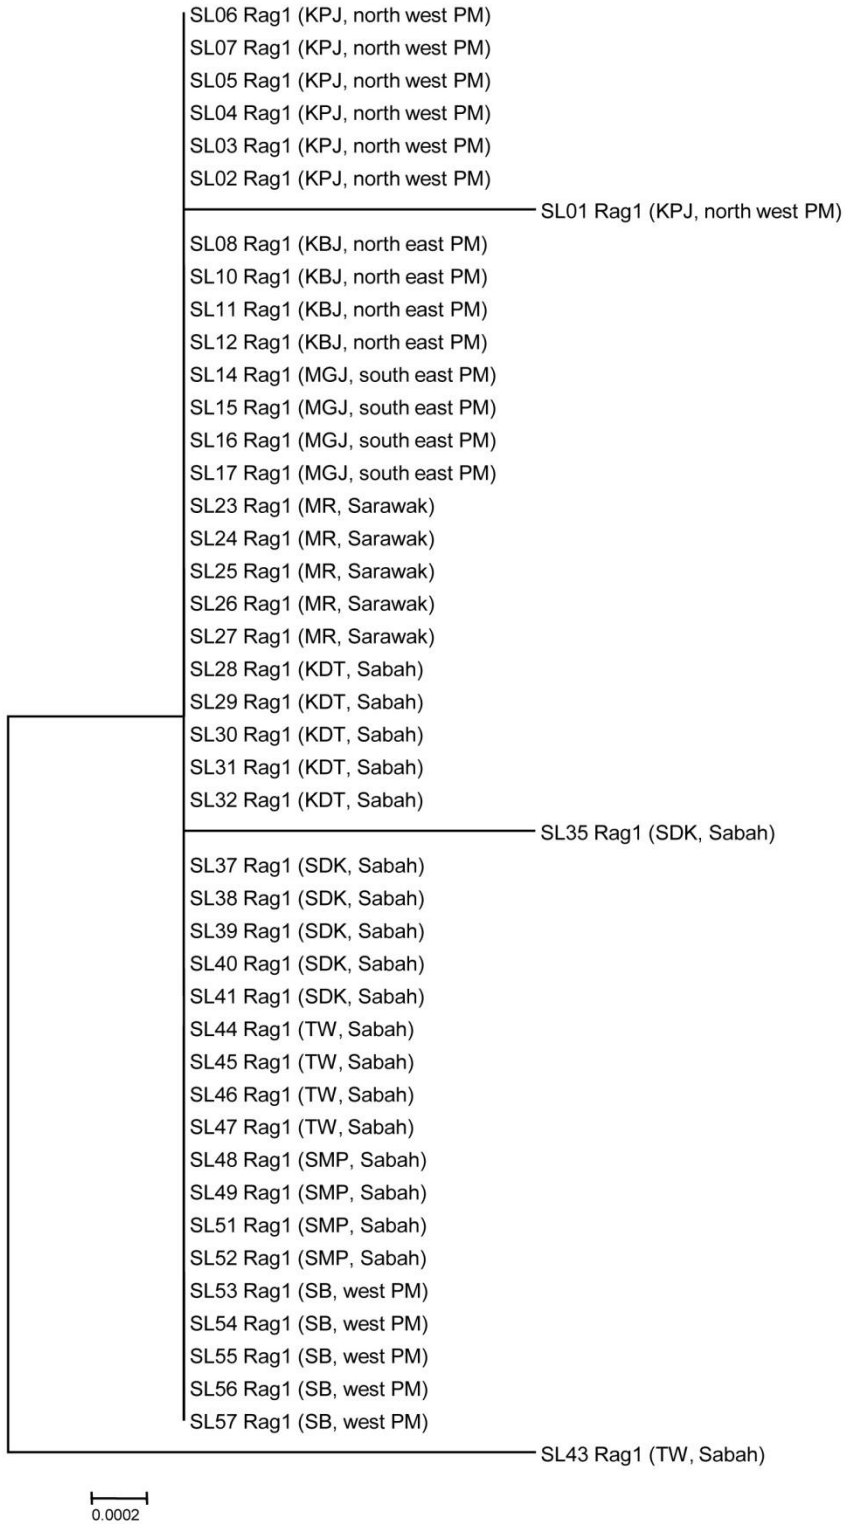 SL06 Rag1 (KPJ, north west PM)
SL07 Rag1 (KPJ, north west PM)
SL05 Rag1 (KPJ, north west PM)
SL04 Rag1 (KPJ, north west PM)
SL03 Rag1 (KPJ, north west PM)
SL02 Rag1 (KPJ, north west PM)
SL01 Rag1 (KPJ, north west PM)
SL08 Rag1 (KBJ, north east PM)
SL10 Rag1 (KBJ, north east PM)
SL11 Rag1 (KBJ, north east PM)
SL12 Rag1 (KBJ, north east PM)
SL14 Rag1 (MGJ, south east PM)
SL15 Rag1 (MGJ, south east PM)
SL16 Rag1 (MGJ, south east PM)
SL17 Rag1 (MGJ, south east PM)
SL23 Rag1 (MR, Sarawak)
SL24 Rag1 (MR, Sarawak)
SL25 Rag1 (MR, Sarawak)
SL26 Rag1 (MR, Sarawak)
SL27 Rag1 (MR, Sarawak)
SL28 Rag1 (KDT, Sabah)
SL29 Rag1 (KDT, Sabah)
SL30 Rag1 (KDT, Sabah)
SL31 Rag1 (KDT, Sabah)
SL32 Rag1 (KDT, Sabah)
SL35 Rag1 (SDK, Sabah)
SL37 Rag1 (SDK, Sabah)
SL38 Rag1 (SDK, Sabah)
SL39 Rag1 (SDK, Sabah)
SL40 Rag1 (SDK, Sabah)
SL41 Rag1 (SDK, Sabah)
SL44 Rag1 (TW, Sabah)
SL45 Rag1 (TW, Sabah)
SL46 Rag1 (TW, Sabah)
SL47 Rag1 (TW, Sabah)
SL48 Rag1 (SMP, Sabah)
SL49 Rag1 (SMP, Sabah)
SL51 Rag1 (SMP, Sabah)
SL52 Rag1 (SMP, Sabah)
SL53 Rag1 (SB, west PM)
SL54 Rag1 (SB, west PM)
SL55 Rag1 (SB, west PM)
SL56 Rag1 (SB, west PM)
SL57 Rag1 (SB, west PM)
SL43 Rag1 (TW, Sabah)
0.0002